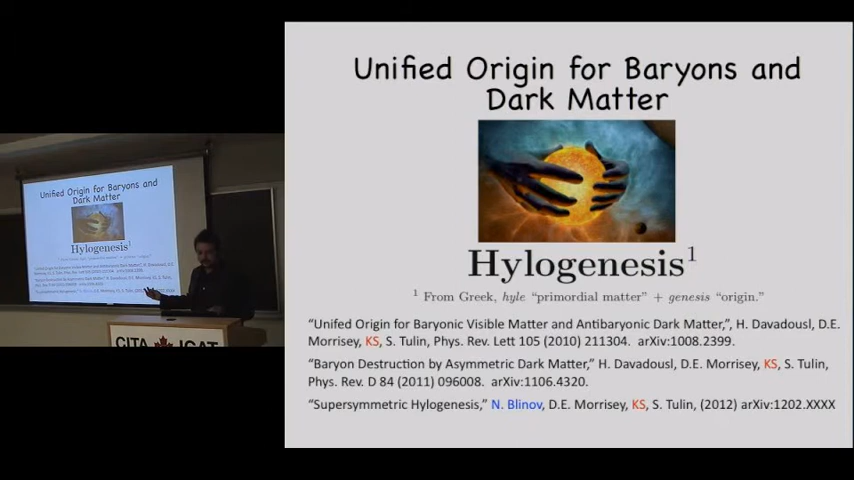 Unified Origin for Baryons and
Dark Matter
Hylogenesis¹
¹ From Greek, hyle “primordial matter” + genesis “origin.”
“Unifed Origin for Baryonic Visible Matter and Antibaryonic Dark Matter,”, H. Davadousl, D.E.
Morrisey, KS, S. Tulin, Phys. Rev. Lett 105 (2010) 211304. arXiv:1008.2399.
“Baryon Destruction by Asymmetric Dark Matter,” H. Davadousl, D.E. Morrisey, KS, S. Tulin,
Phys. Rev. D 84 (2011) 096008. arXiv:1106.4320.
“Supersymmetric Hylogenesis,” N. Blinov, D.E. Morrisey, KS, S. Tulin, (2012) arXiv:1202.XXXX
Unified Origin for Baryons and
Dark Matter
Hylogenesis¹
CITA ICAT